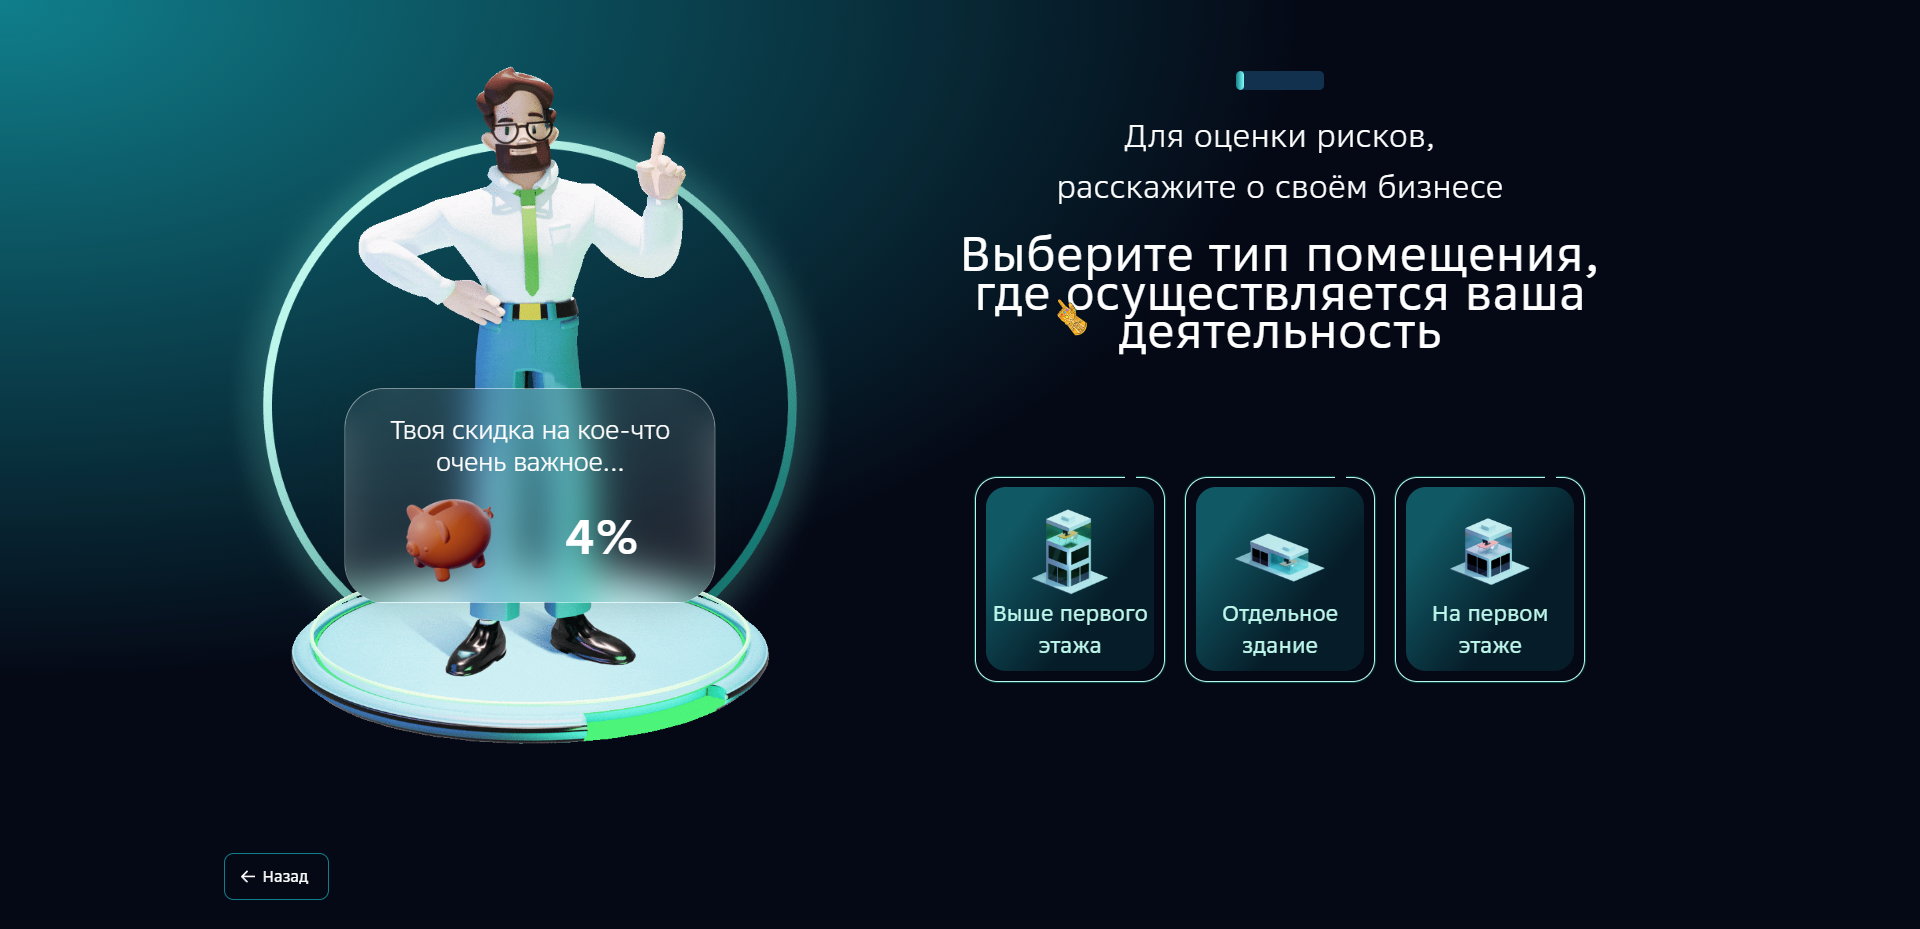 Для оценки рисков,
расскажите о своём бизнесе
Выберите тип помещения,
где осуществляется ваша
деятельность
Твоя скидка на кое-что
очень важное...
4%
Выше первого
этажа
Отдельное
здание
На первом
этаже
← Назад